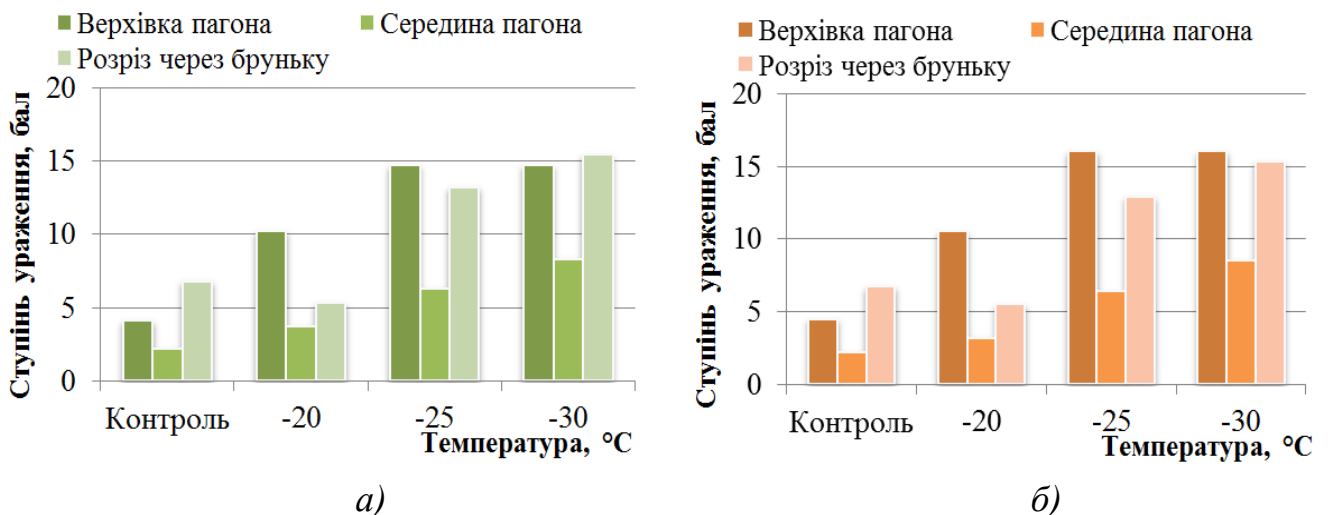 Верхівка пагона Середина пагона
Розріз через бруньку
Ступінь ураження, бал
20
15
10
5
0
Контроль -20 -25 -30
Температура, °С
а)
Верхівка пагона Середина пагона
Розріз через бруньку
Ступінь ураження, бал
20
15
10
5
0
Контроль -20 -25 -30
Температура, °С
б)